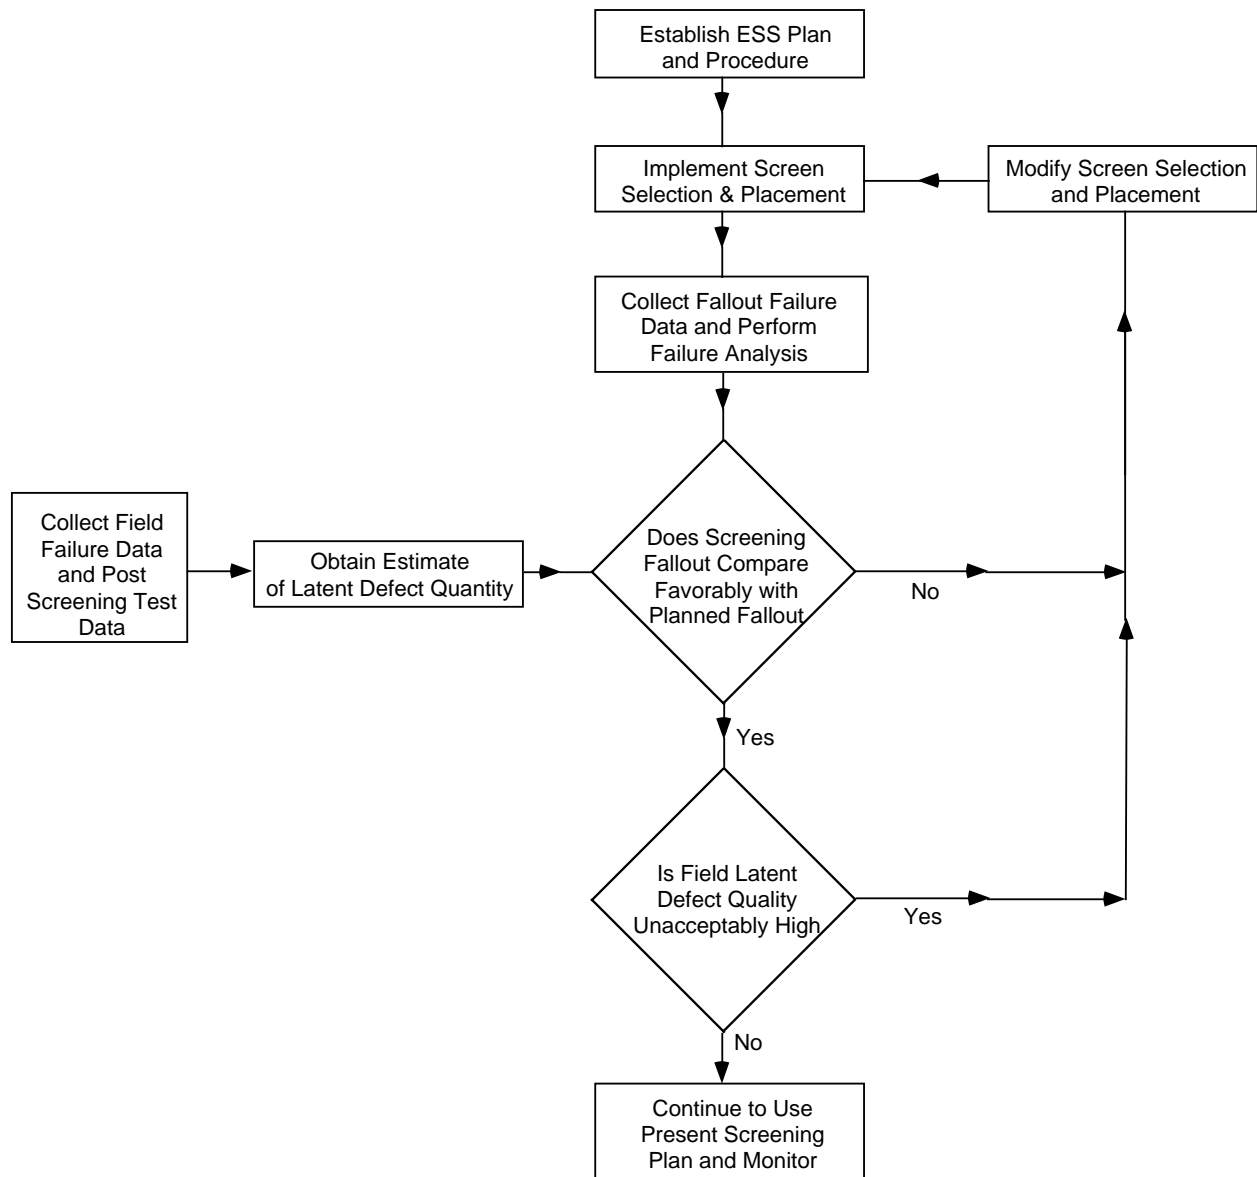 Establish ESS Plan
and Procedure
Implement Screen
Selection & Placement
Modify Screen Selection
and Placement
Collect Fallout Failure
Data and Perform
Failure Analysis
Collect Field
Failure Data
and Post
Screening Test
Data
Obtain Estimate
of Latent Defect Quantity
Does Screening
Fallout Compare
Favorably with
Planned Fallout
No
Yes
Is Field Latent
Defect Quality
Unacceptably High
Yes
No
Continue to Use
Present Screening
Plan and Monitor